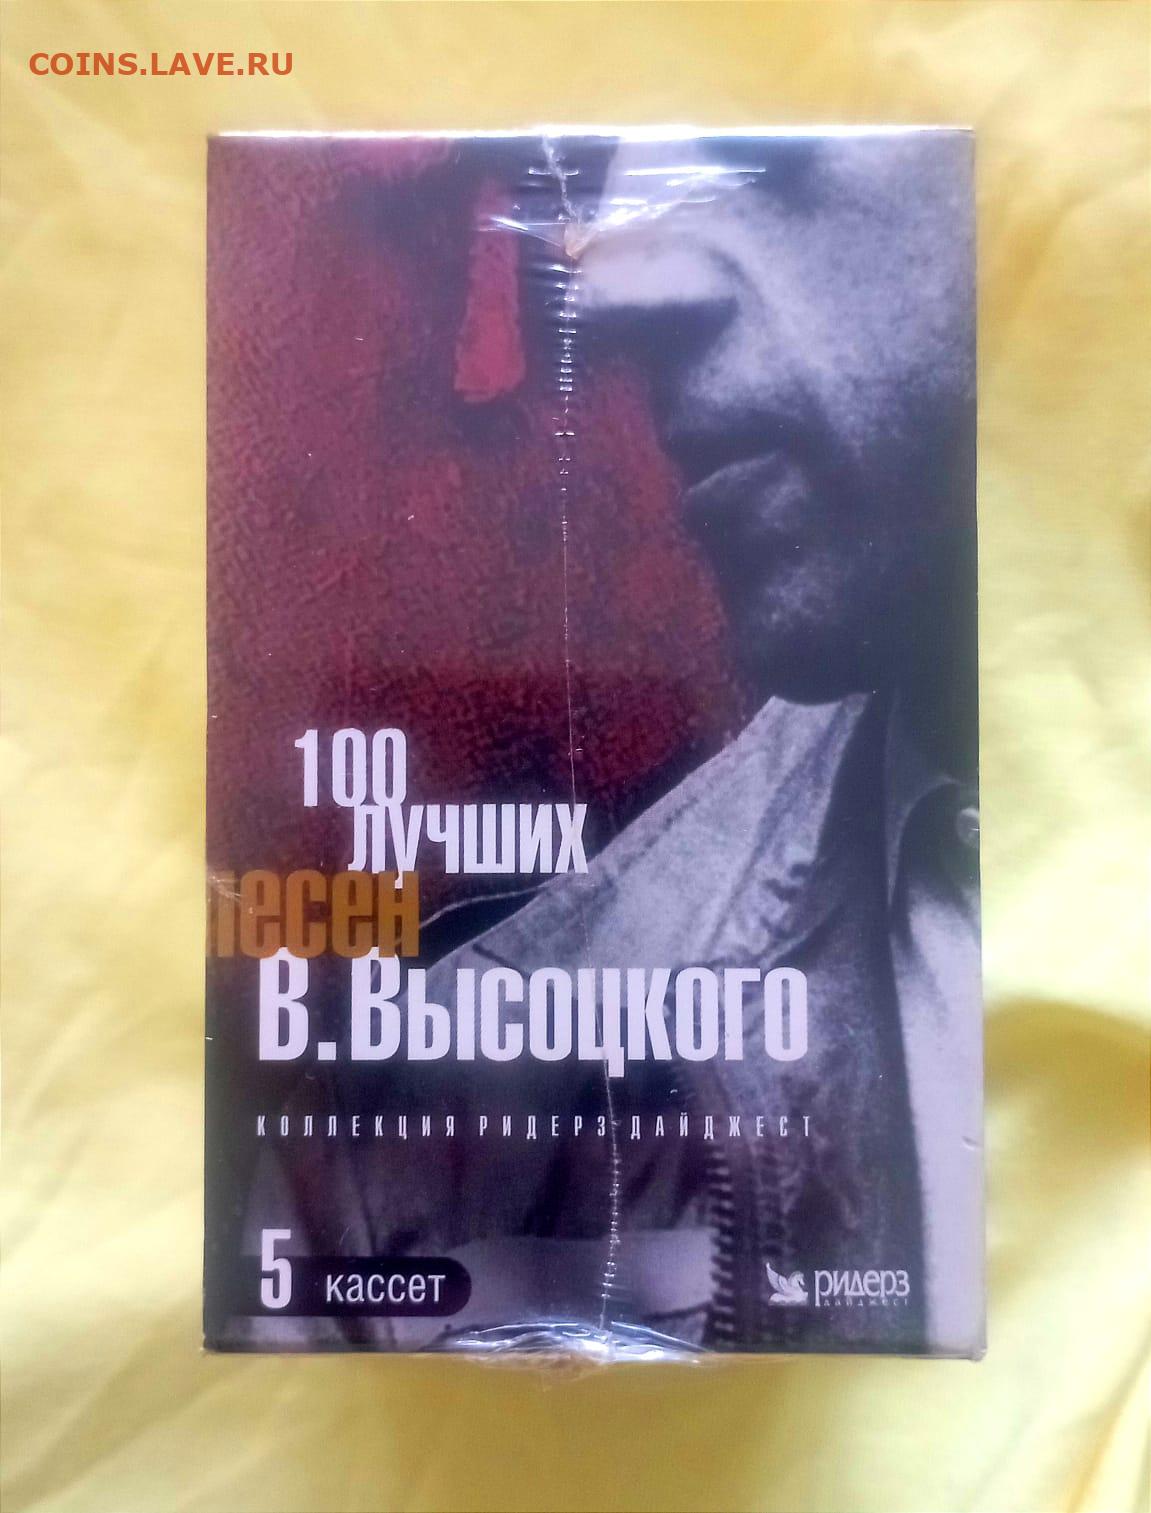 COINS.LAVE.RU
100
лучших
песен
В. Высоцкого
КОЛЛЕКЦИЯ РИДЕРЗ ДАЙДЖЕСТ
5 кассет
Ридерз
ДАЙДЖЕСТ